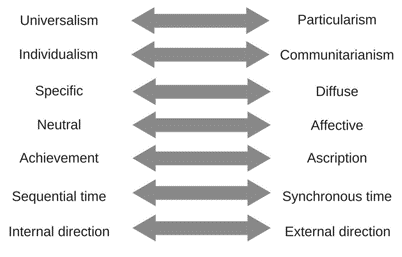 Universalism Particularism
Individualism Communitarianism
Specific Diffuse
Neutral Affective
Achievement Ascription
Sequential time Synchronous time
Internal direction External direction